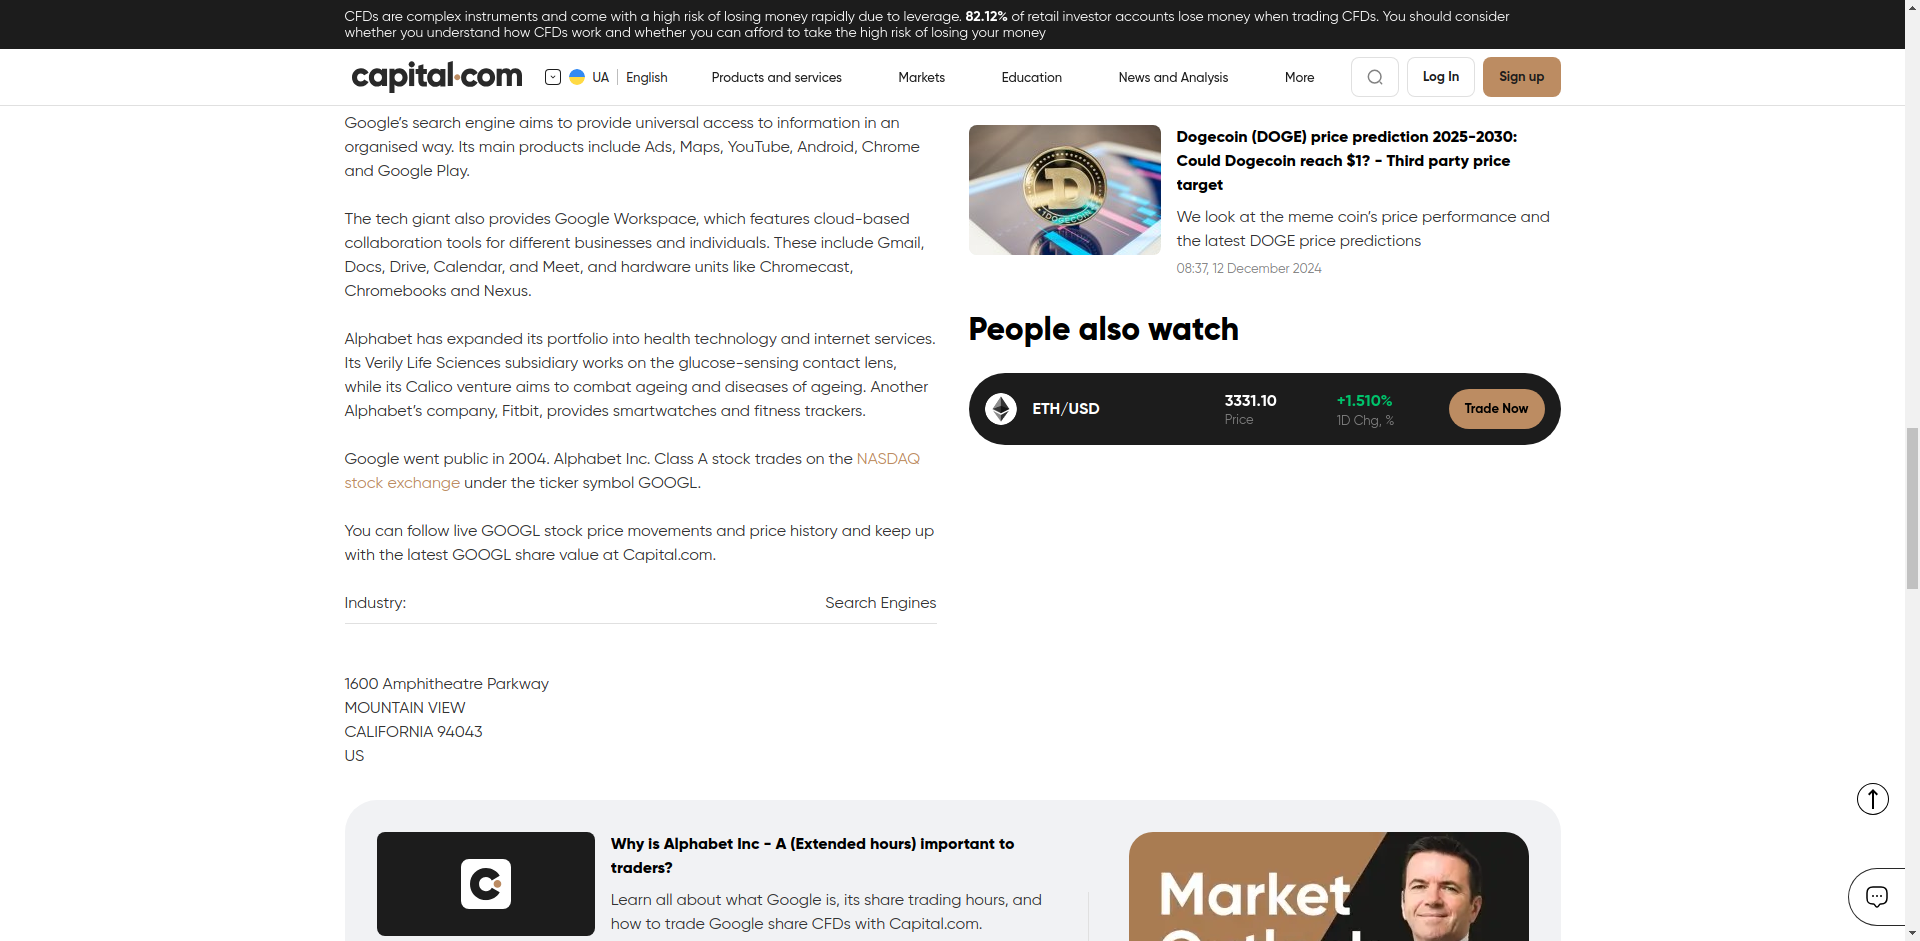 CFDs are complex instruments and come with a high risk of losing money rapidly due to leverage. 82.12% of retail investor accounts lose money when trading CFDs. You should consider
whether you understand how CFDs work and whether you can afford to take the high risk of losing your money
capital.com
UA
English
Products and services
Markets
Education
News and Analysis
More
Log In
Sign up
Google’s search engine aims to provide universal access to information in an
organised way. Its main products include Ads, Maps, YouTube, Android, Chrome
and Google Play.
The tech giant also provides Google Workspace, which features cloud-based
collaboration tools for different businesses and individuals. These include Gmail,
Docs, Drive, Calendar, and Meet, and hardware units like Chromecast,
Chromebooks and Nexus.
Alphabet has expanded its portfolio into health technology and internet services.
Its Verily Life Sciences subsidiary works on the glucose-sensing contact lens,
while its Calico venture aims to combat ageing and diseases of ageing. Another
Alphabet’s company, Fitbit, provides smartwatches and fitness trackers.
Google went public in 2004. Alphabet Inc. Class A stock trades on the NASDAQ
stock exchange under the ticker symbol GOOGL.
You can follow live GOOGL stock price movements and price history and keep up
with the latest GOOGL share value at Capital.com.
Industry:
Search Engines
1600 Amphitheatre Parkway
MOUNTAIN VIEW
CALIFORNIA 94043
US
Dogecoin (DOGE) price prediction 2025-2030:
Could Dogecoin reach $1? - Third party price
target
We look at the meme coin’s price performance and
the latest DOGE price predictions
08:37, 12 December 2024
People also watch
ETH/USD
3331.10
Price
+1.510%
1D Chg, %
Trade Now
Why is Alphabet Inc - A (Extended hours) important to
traders?
Learn all about what Google is, its share trading hours, and
how to trade Google share CFDs with Capital.com.
Market